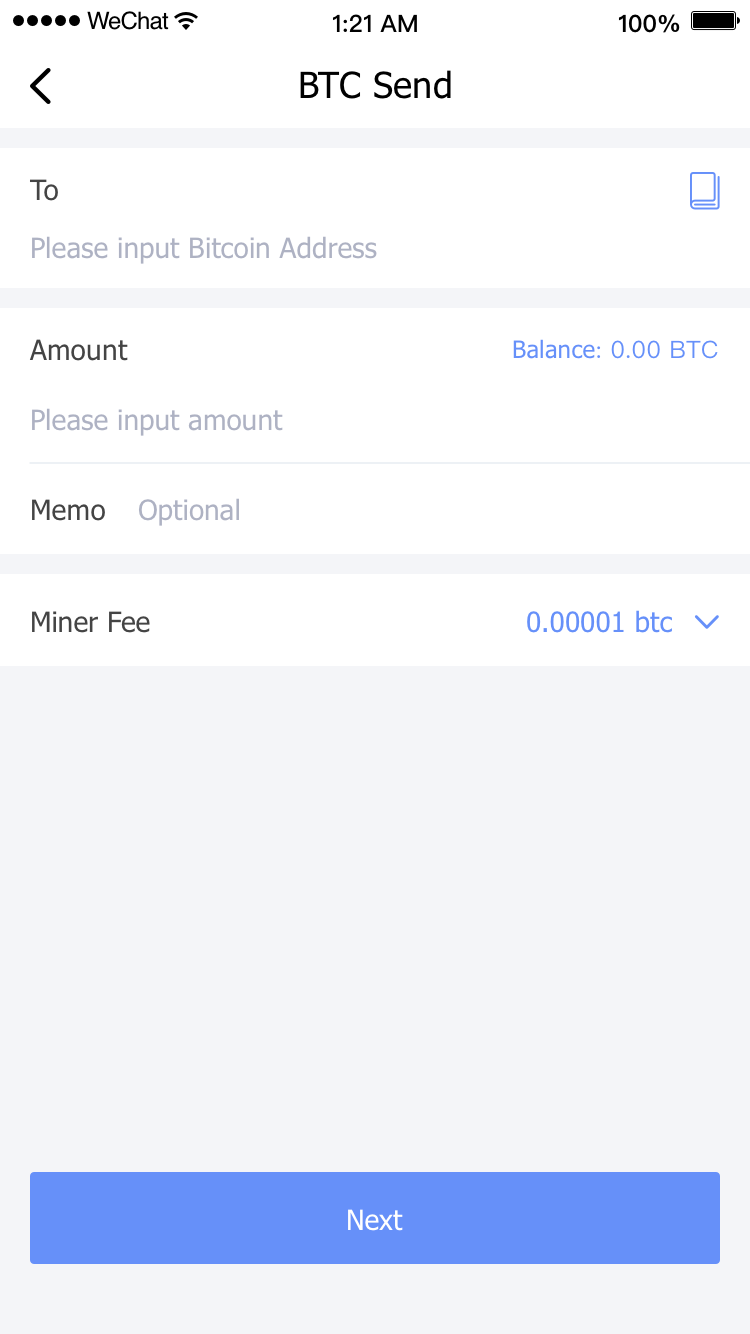 WeChat 1:21 AM 100%
BTC Send
To
Please input Bitcoin Address
Amount Balance: 0.00 BTC
Please input amount
Memo Optional
Miner Fee 0.00001 btc
Next